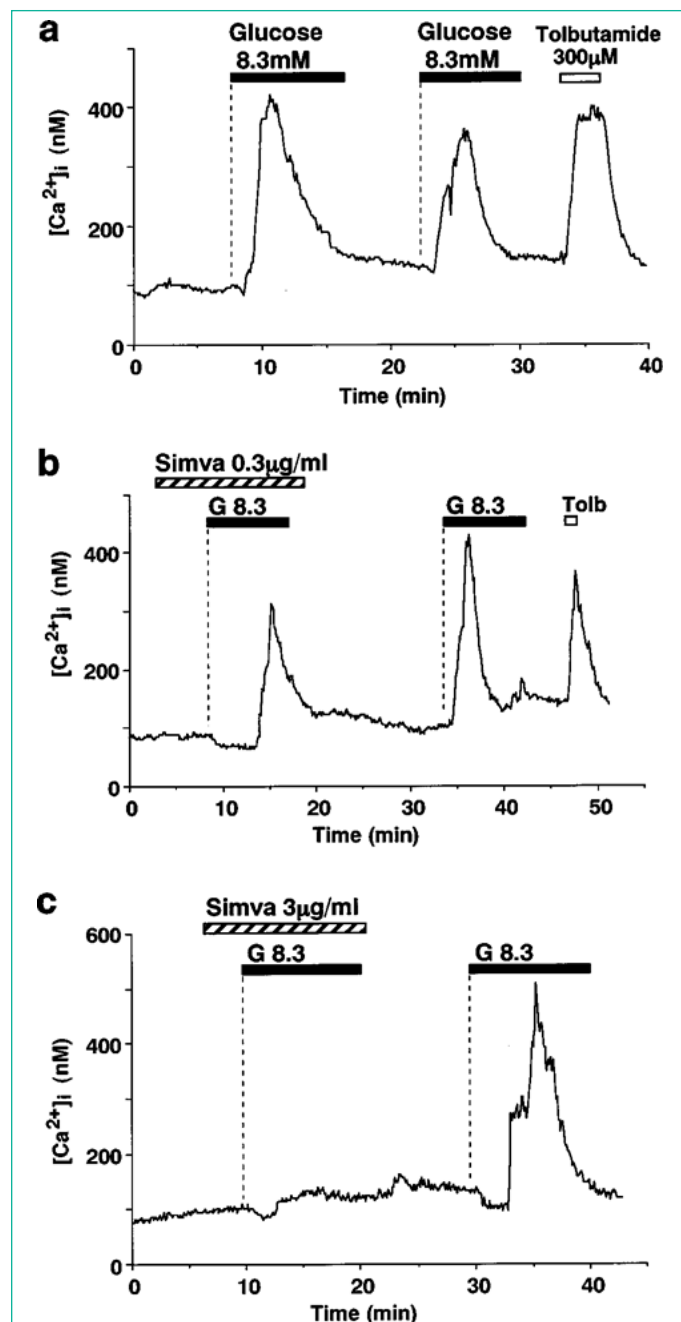 a
Glucose Glucose Tolbutamide
8.3mM 8.3mM 300μM
400
200
0
[Ca2+]i (nM)
0 10 20 30 40
Time (min)
b
Simva 0.3μg/ml
G 8.3 G 8.3 Tolb
400
200
0
[Ca2+]i (nM)
0 10 20 30 40 50
Time (min)
c
Simva 3μg/ml
G 8.3 G 8.3
600
400
200
0
[Ca2+]i (nM)
0 10 20 30 40
Time (min)